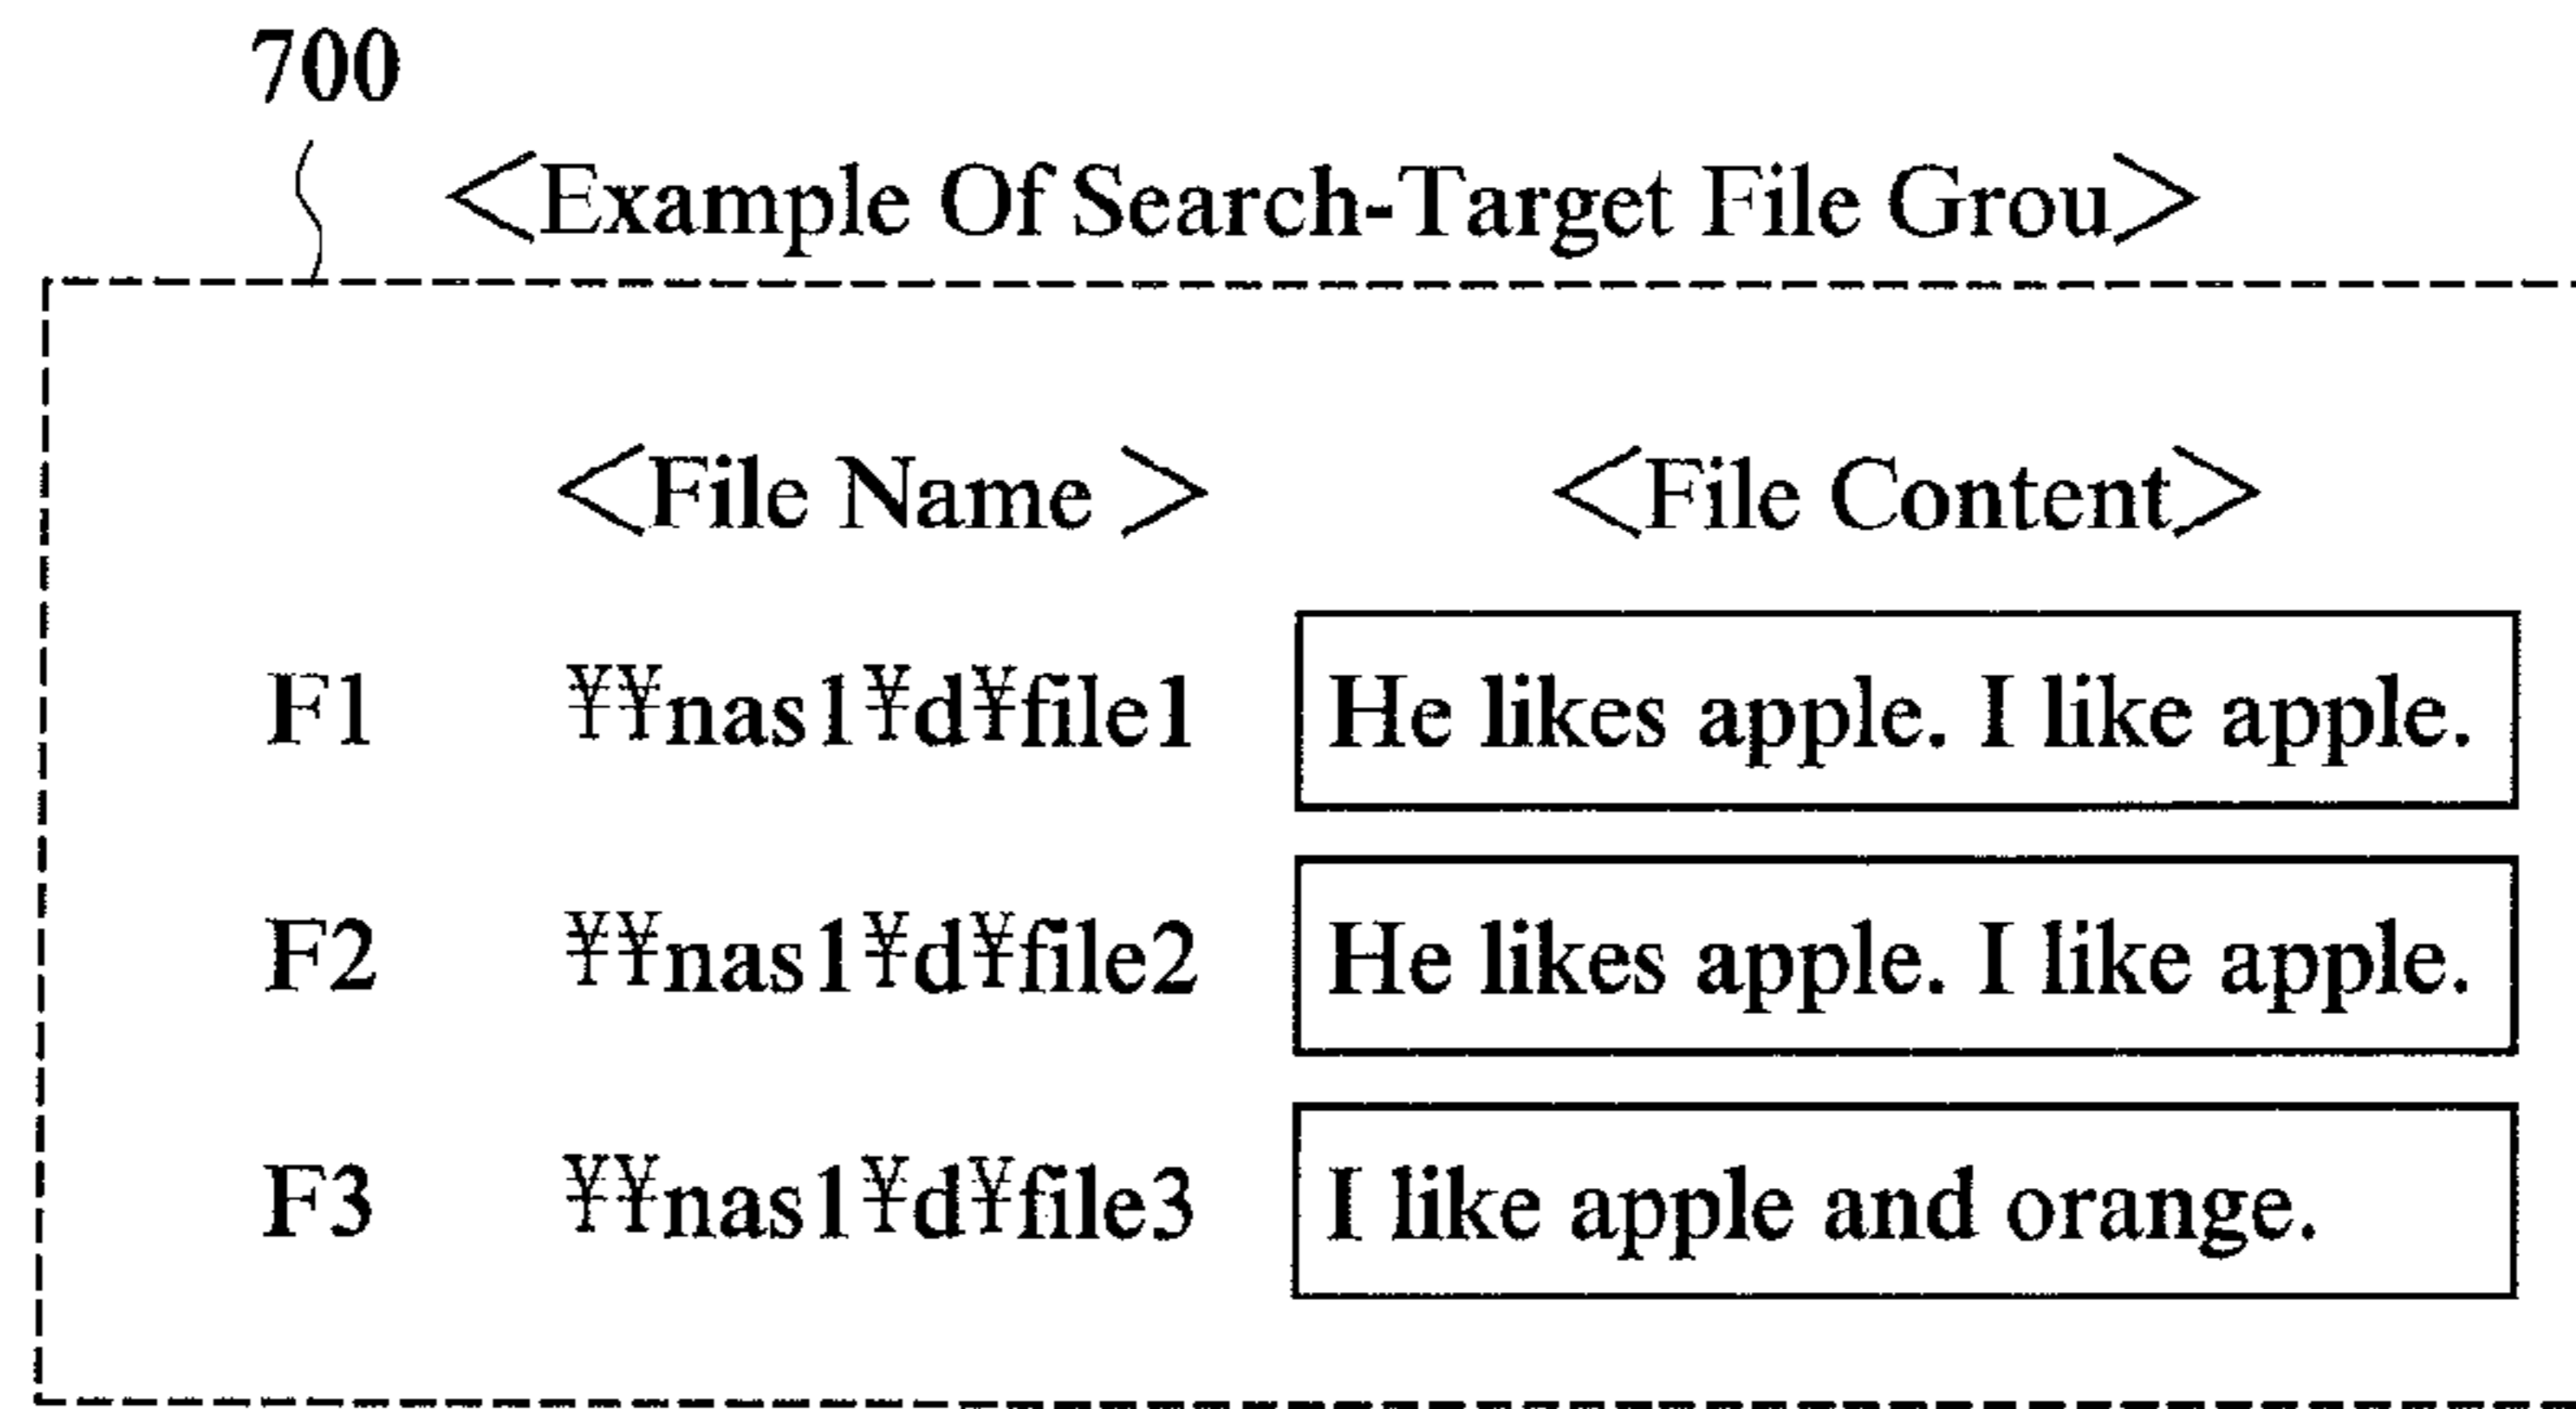 700
<Example Of Search-Target File Grou>
<File Name > <File Content>
F1 ¥¥nas1¥d¥file1 He likes apple. I like apple.
F2 ¥¥nas1¥d¥file2 He likes apple. I like apple.
F3 ¥¥nas1¥d¥file3 I like apple and orange.